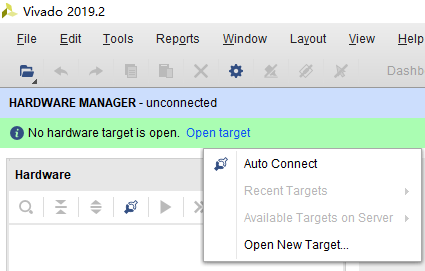 Vivado 2019.2
File Edit Tools Reports Window Layout View Help
HARDWARE MANAGER - unconnected
No hardware target is open. Open target
Auto Connect
Hardware
Recent Targets
Available Targets on Server
Open New Target...